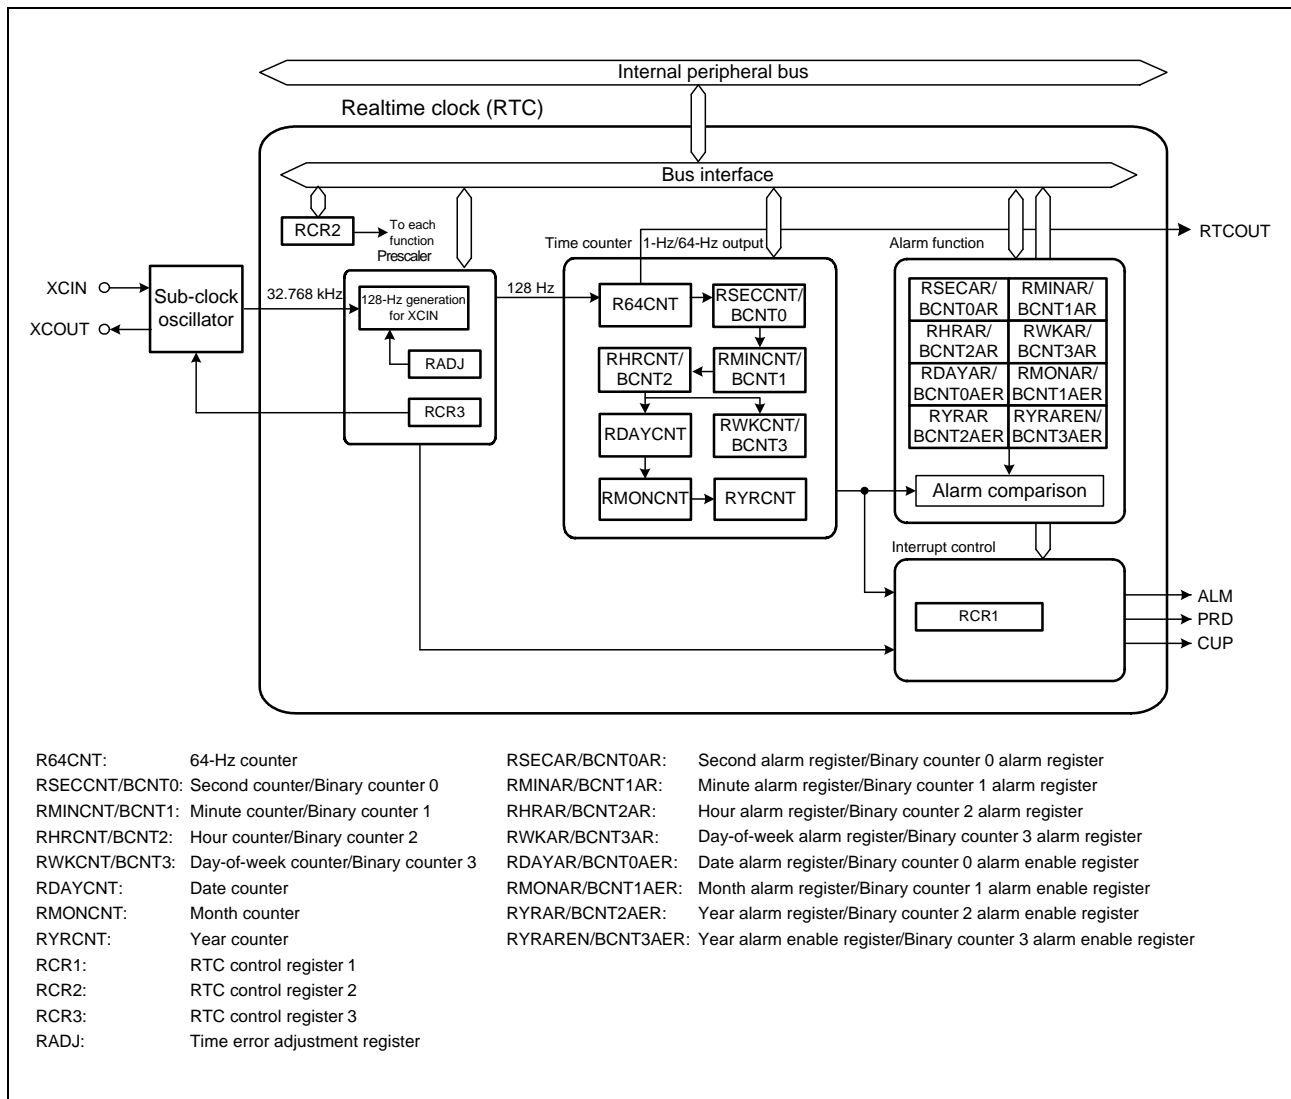 Internal peripheral bus
Realtime clock (RTC)
Bus interface
RCR2
To each
function
Prescaler
Time counter
1-Hz/64-Hz output
Alarm function
RTCOUT
XCIN
XCOUT
Sub-clock
oscillator
32.768 kHz
128-Hz generation
for XCIN
RADJ
RCR3
128 Hz
R64CNT
RSECCNT/
BCNT0
RHRCNT/
BCNT2
RMINCNT/
BCNT1
RDAYCNT
RWKCNT/
BCNT3
RMONCNT
RYRCNT
RSECAR/
BCNT0AR
RMINAR/
BCNT1AR
RHRAR/
BCNT2AR
RWKAR/
BCNT3AR
RDAYAR/
BCNT0AER
RMONAR/
BCNT1AER
RYRAR
BCNT2AER
RYRAREN/
BCNT3AER
Alarm comparison
Interrupt control
RCR1
ALM
PRD
CUP
R64CNT: 64-Hz counter
RSECCNT/BCNT0: Second counter/Binary counter 0
RMINCNT/BCNT1: Minute counter/Binary counter 1
RHRCNT/BCNT2: Hour counter/Binary counter 2
RWKCNT/BCNT3: Day-of-week counter/Binary counter 3
RDAYCNT: Date counter
RMONCNT: Month counter
RYRCNT: Year counter
RCR1: RTC control register 1
RCR2: RTC control register 2
RCR3: RTC control register 3
RADJ: Time error adjustment register
RSECAR/BCNT0AR: Second alarm register/Binary counter 0 alarm register
RMINAR/BCNT1AR: Minute alarm register/Binary counter 1 alarm register
RHRAR/BCNT2AR: Hour alarm register/Binary counter 2 alarm register
RWKAR/BCNT3AR: Day-of-week alarm register/Binary counter 3 alarm register
RDAYAR/BCNT0AER: Date alarm register/Binary counter 0 alarm enable register
RMONAR/BCNT1AER: Month alarm register/Binary counter 1 alarm enable register
RYRAR/BCNT2AER: Year alarm register/Binary counter 2 alarm enable register
RYRAREN/BCNT3AER: Year alarm enable register/Binary counter 3 alarm enable register